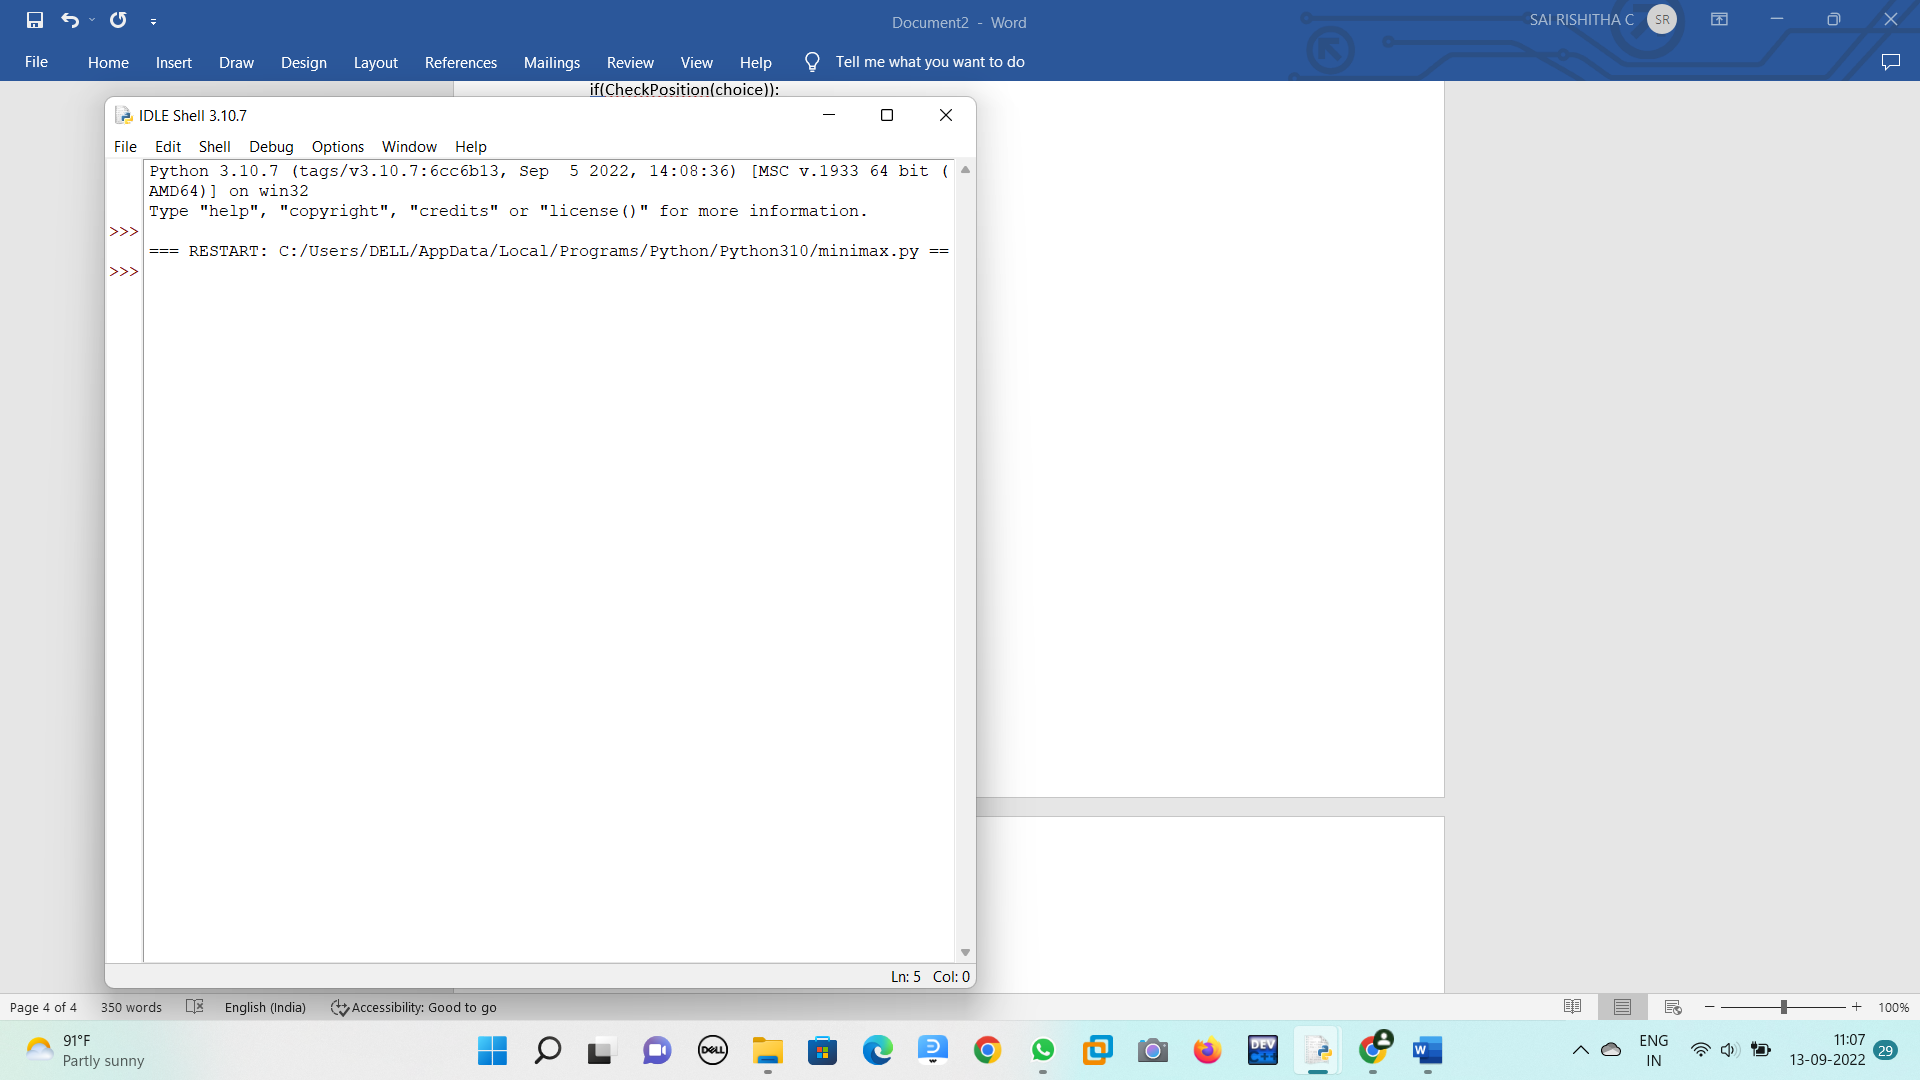 Document2 - Word
SAI RISHITHA C SR
File Home Insert Draw Design Layout References Mailings Review View Help Tell me what you want to do
if(CheckPosition(choice)):
IDLE Shell 3.10.7
File Edit Shell Debug Options Window Help
Python 3.10.7 (tags/v3.10.7:6cc6b13, Sep  5 2022, 14:08:36) [MSC v.1933 64 bit (
AMD64)] on win32
Type "help", "copyright", "credits" or "license()" for more information.
>>>
=== RESTART: C:/Users/DELL/AppData/Local/Programs/Python/Python310/minimax.py ==
>>>
Ln: 5 Col: 0
Page 4 of 4 350 words English (India) Accessibility: Good to go 100%
91°F
Partly sunny
DELL
DEV
C++
W
ENG
IN
11:07
13-09-2022
29